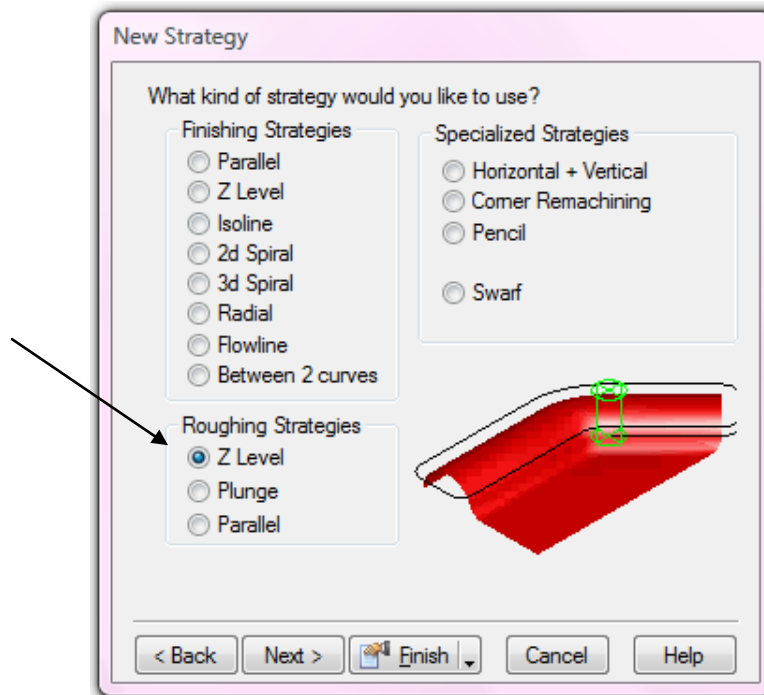 New Strategy
What kind of strategy would you like to use?
Finishing Strategies
Parallel
Z Level
Isoline
2d Spiral
3d Spiral
Radial
Flowline
Between 2 curves
Roughing Strategies
Z Level
Plunge
Parallel
Specialized Strategies
Horizontal + Vertical
Corner Remachining
Pencil
Swarf
< Back Next > Finish Cancel Help